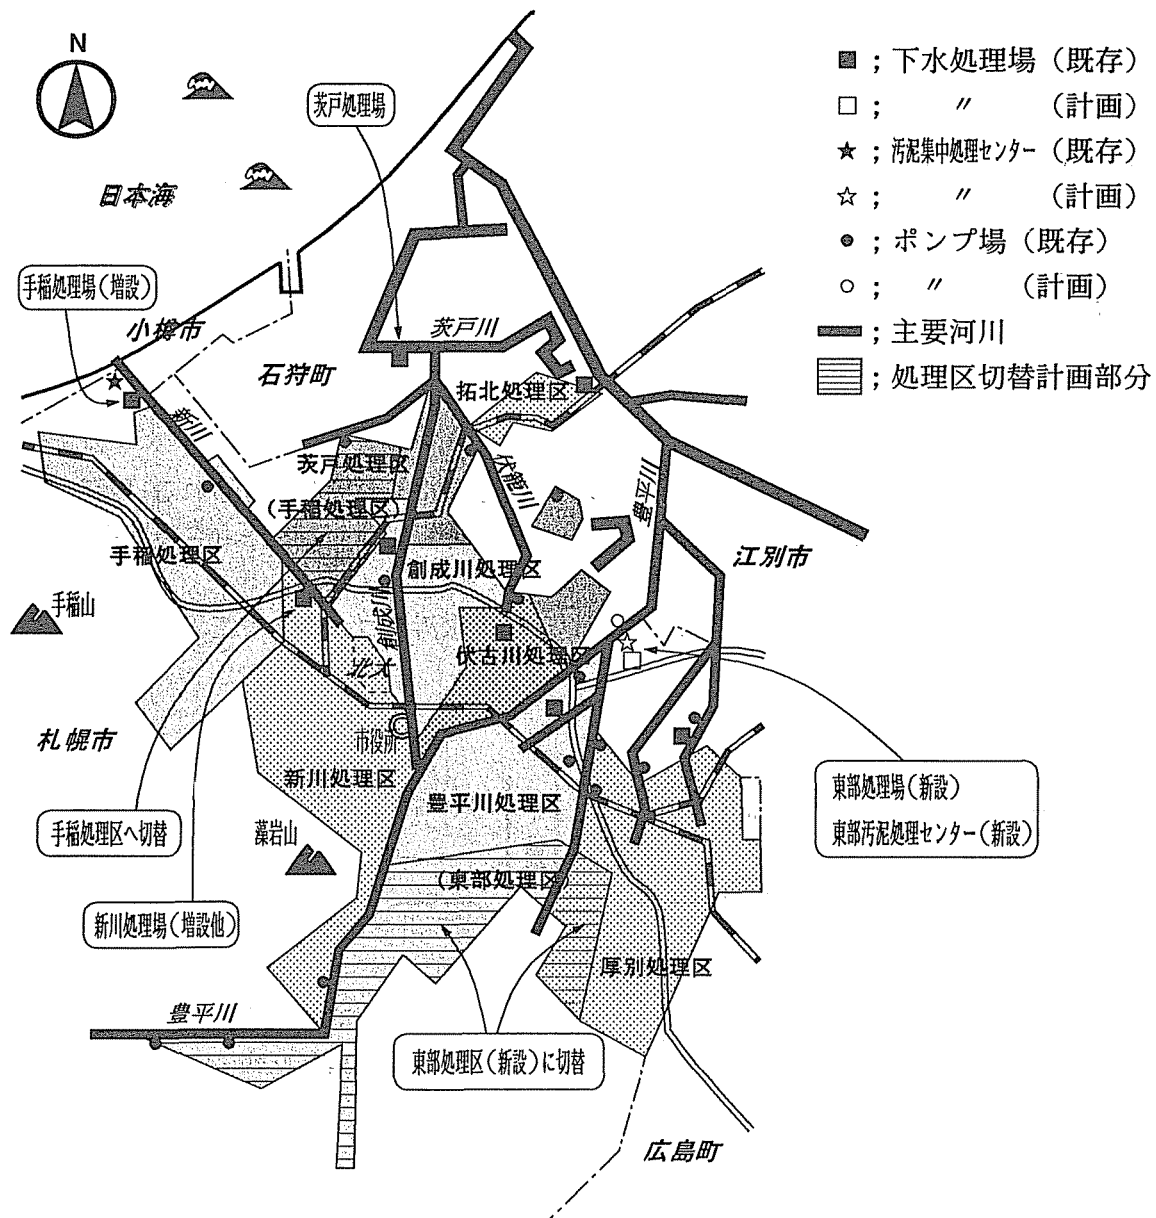 N
日本海
茨戸処理場
■；下水処理場（既存）
□；　〃　（計画）
★；汚泥集中処理センター（既存）
☆；　〃　（計画）
●；ポンプ場（既存）
○；　〃　（計画）
；主要河川
；処理区切替計画部分
手稲処理場（増設）
小樽市
石狩町
茨戸川
拓北処理区
新川
茨戸処理区
（手稲処理区）
伏籠川
豊平川
手稲処理区
創成川処理区
江別市
手稲山
創成川
北大
伏古川処理区
札幌市
市役所
新川処理区
豊平川処理区
東部処理場（新設）
東部汚泥処理センター（新設）
手稲処理区へ切替
藻岩山
（東部処理区）
新川処理場（増設他）
厚別処理区
豊平川
東部処理区（新設）に切替
広島町